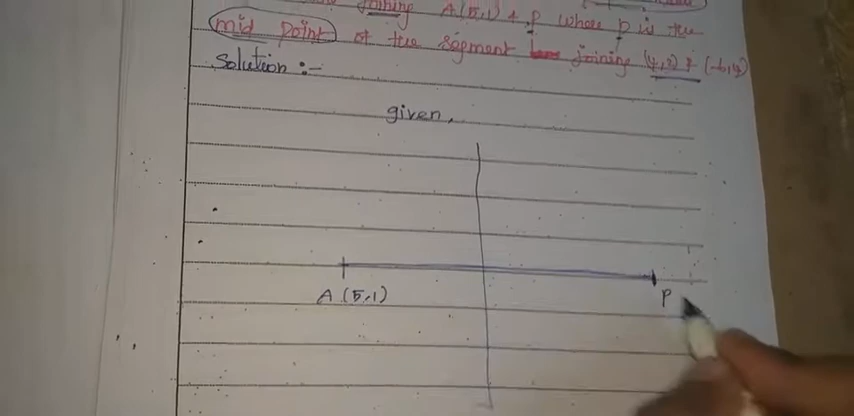 joining A(5,1) & P where p is the
mid point of the segment joining (4,2) & (-6,4)
Solution :-
given,
A (5,1)
P